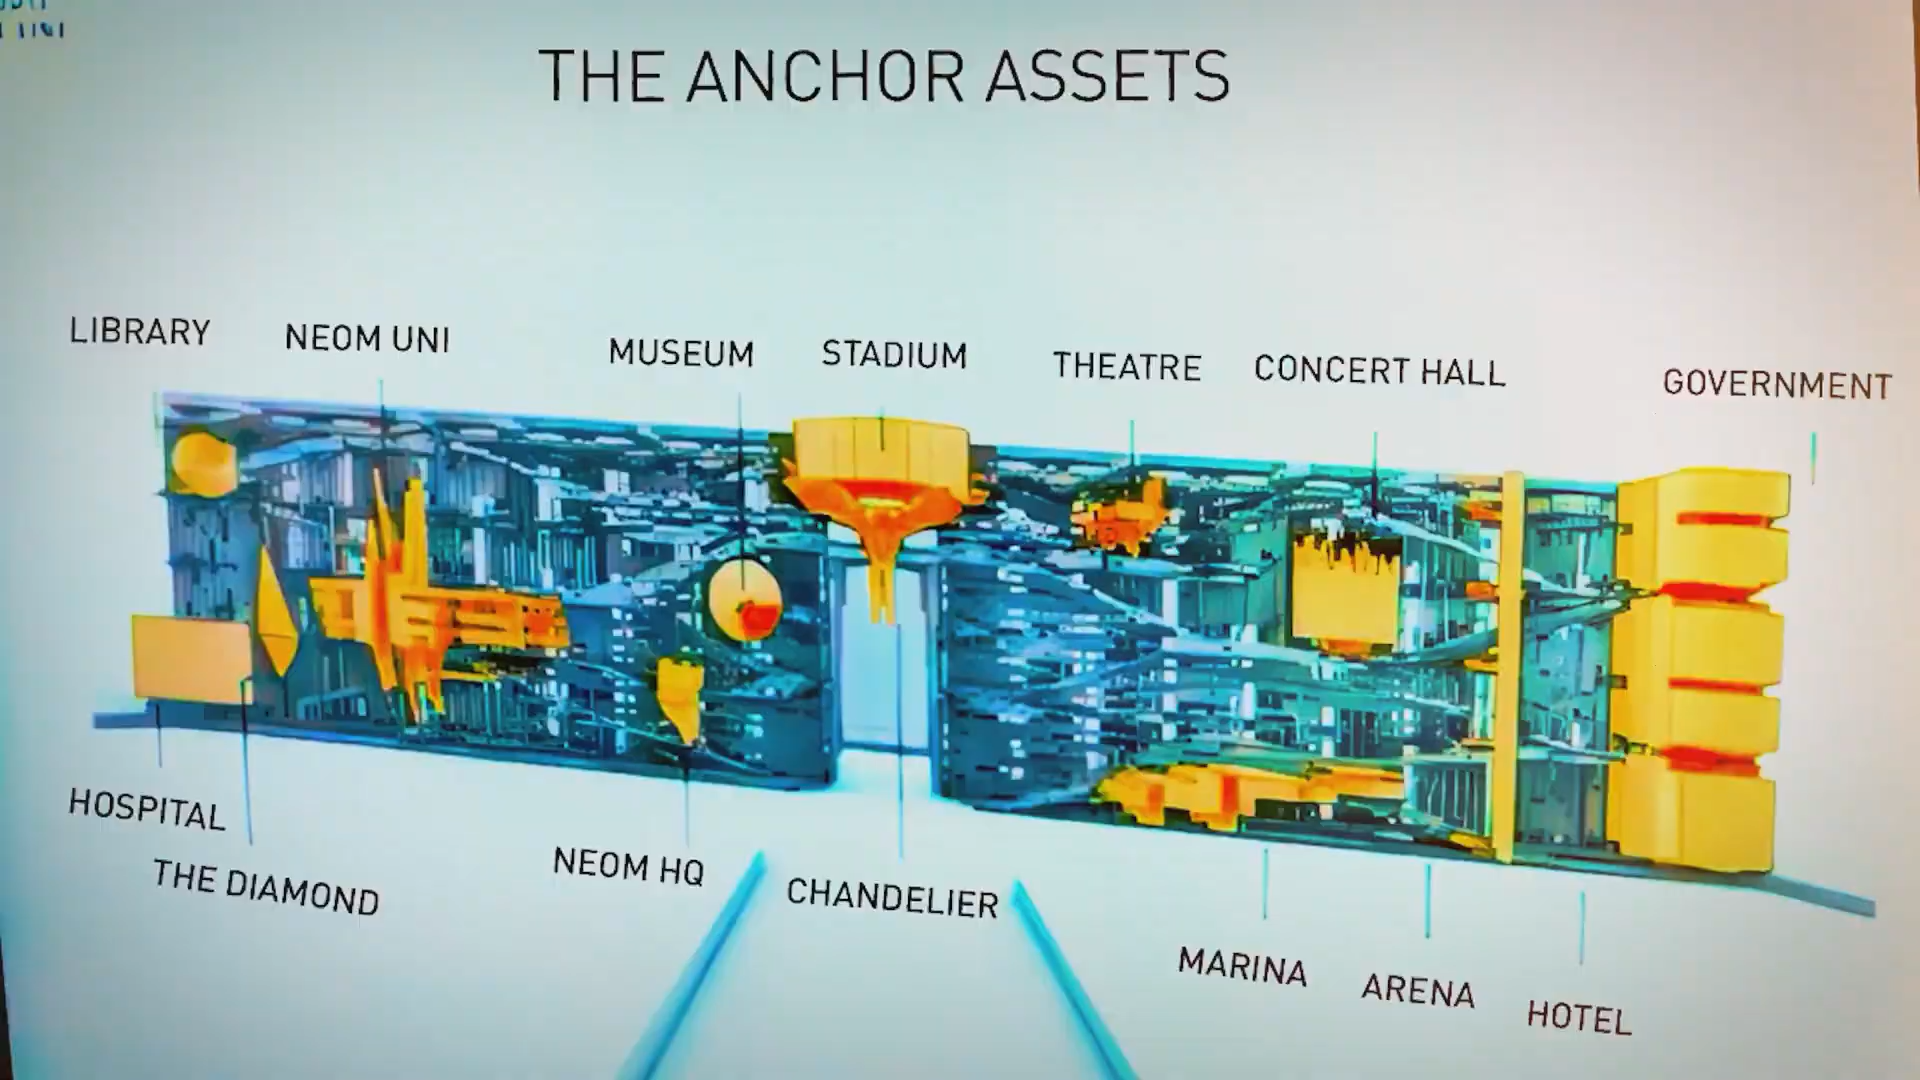 THE ANCHOR ASSETS
LIBRARY
NEOM UNI
MUSEUM
STADIUM
THEATRE
CONCERT HALL
GOVERNMENT
HOSPITAL
THE DIAMOND
NEOM HQ
CHANDELIER
MARINA
ARENA
HOTEL